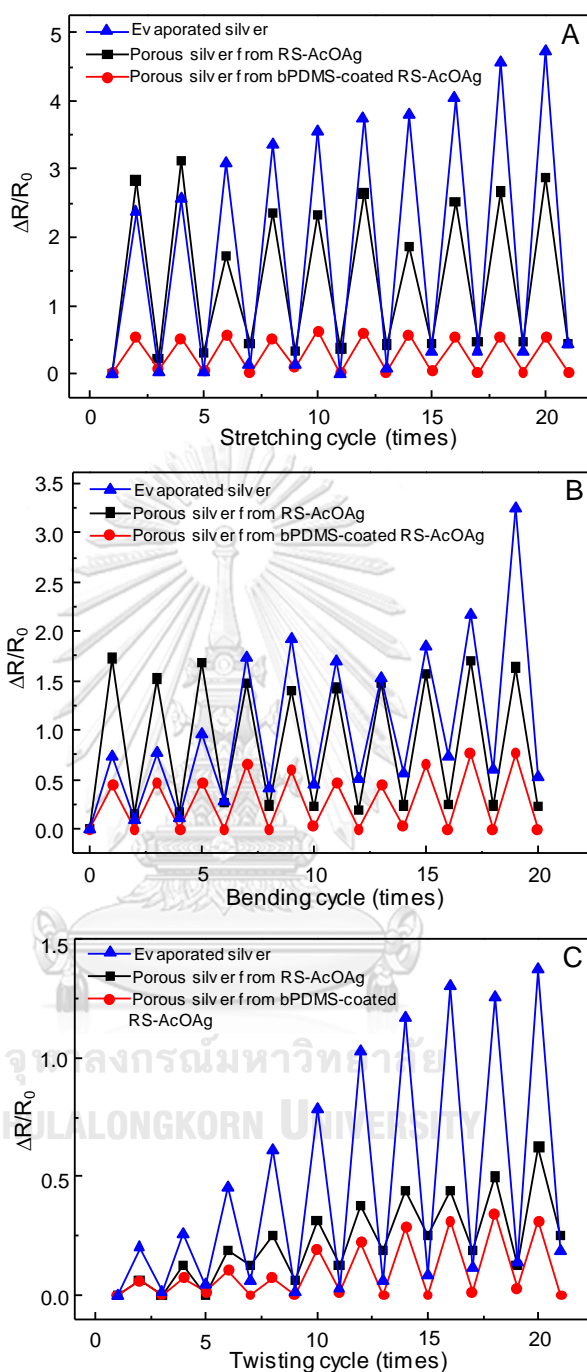 A
Evaporated silver
Porous silver from RS-AcOAg
Porous silver from bPDMS-coated RS-AcOAg
5
4
3
2
1
0
ΔR/R0
0 5 10 15 20
Stretching cycle (times)
B
Evaporated silver
Porous silver from RS-AcOAg
Porous silver from bPDMS-coated RS-AcOAg
3.5
3.0
2.5
2.0
1.5
1.0
0.5
0.0
ΔR/R0
0 5 10 15 20
Bending cycle (times)
C
Evaporated silver
Porous silver from RS-AcOAg
Porous silver from bPDMS-coated
RS-AcOAg
1.5
1.0
0.5
0.0
ΔR/R0
0 5 10 15 20
Twisting cycle (times)
จุฬาลงกรณ์มหาวิทยาลัย
HULALONGKORN UNIVERSITY